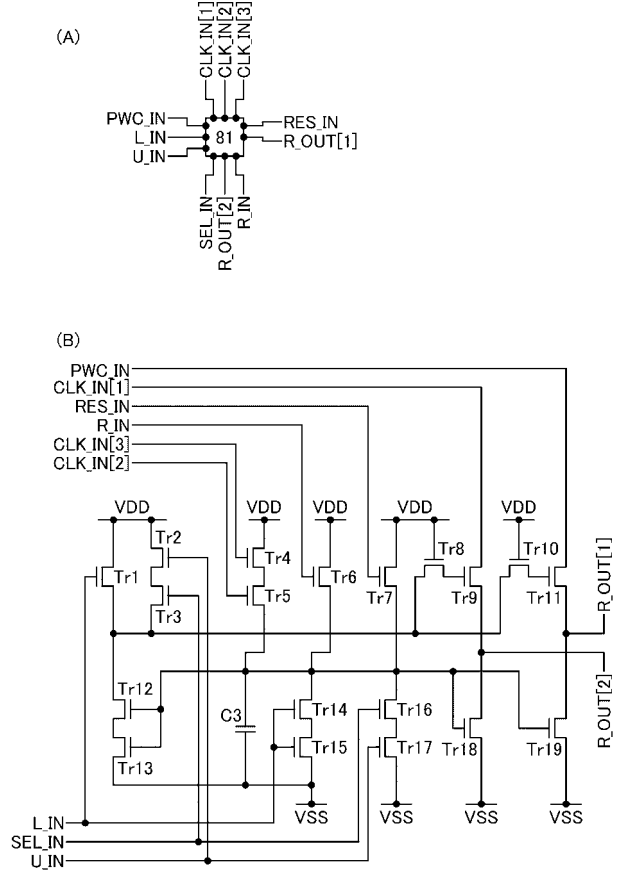 (A)
CLK_IN[1]
CLK_IN[2]
CLK_IN[3]
PWC_IN
L_IN
U_IN
81
RES_IN
R_OUT[1]
SEL_IN
R_OUT[2]
R_IN
(B)
PWC_IN
CLK_IN[1]
RES_IN
R_IN
CLK_IN[3]
CLK_IN[2]
VDD
VDD
VDD
VDD
VDD
Tr2
Tr8
Tr10
Tr4
Tr1
Tr5
Tr6
Tr7
Tr9
Tr11
Tr3
R_OUT[1]
R_OUT[2]
Tr12
C3
Tr14
Tr16
Tr13
Tr15
Tr17
Tr18
Tr19
VSS
VSS
VSS
VSS
L_IN
SEL_IN
U_IN